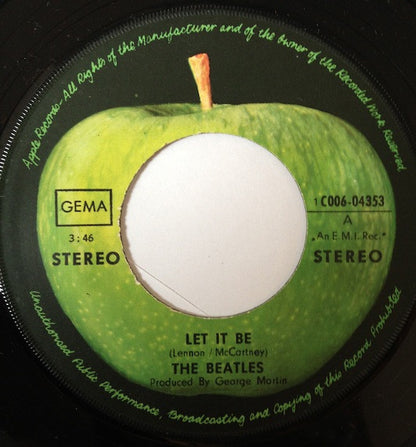 Apple Records-All Rights of the Manufacturer and of the Owner of the Recorded Work Reserved
GEMA
3:46
STEREO
1C006-04353
A
„An E.M.I. Rec."
STEREO
LET IT BE
(Lennon / McCartney)
THE BEATLES
Produced By George Martin
Unauthorised Public Performance, Broadcasting and Copying of this Record Prohibited